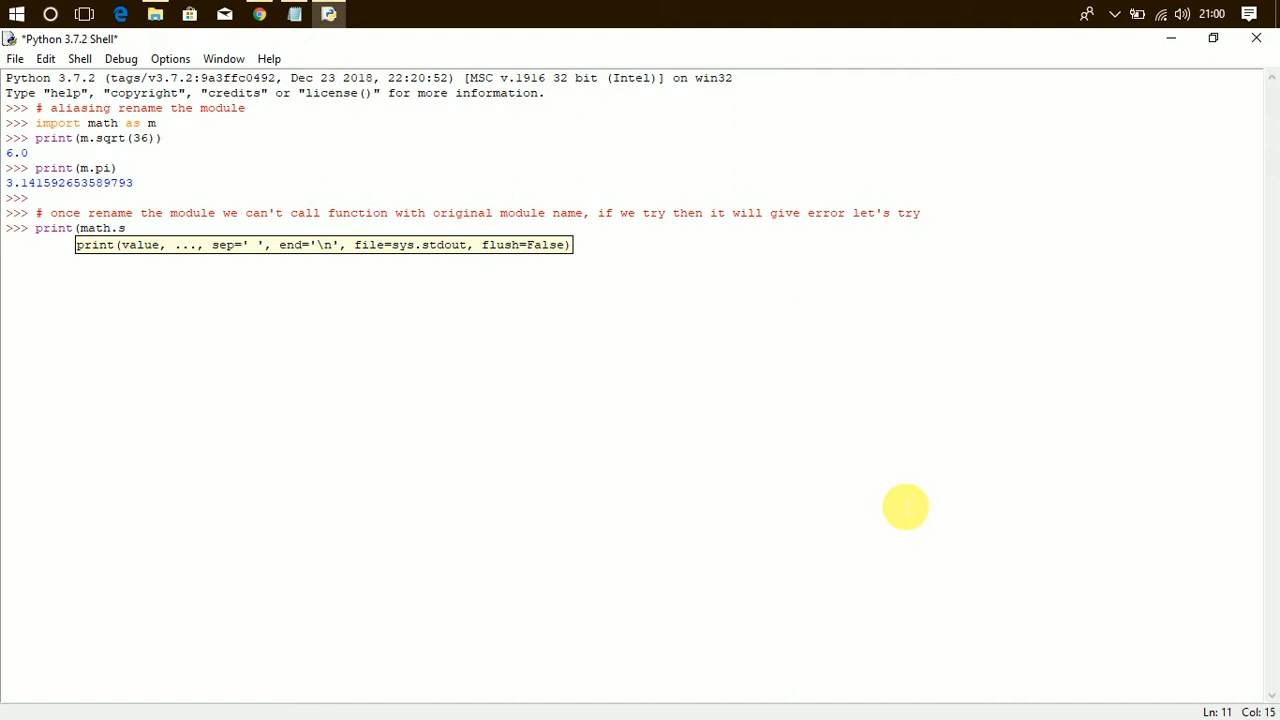 21:00
*Python 3.7.2 Shell*
File Edit Shell Debug Options Window Help
Python 3.7.2 (tags/v3.7.2:9a3ffc0492, Dec 23 2018, 22:20:52) [MSC v.1916 32 bit (Intel)] on win32
Type "help", "copyright", "credits" or "license()" for more information.
>>> # aliasing rename the module
>>> import math as m
>>> print(m.sqrt(36))
6.0
>>> print(m.pi)
3.141592653589793
>>>
>>> # once rename the module we can't call function with original module name, if we try then it will give error let's try
>>> print(math.s
print(value, ..., sep=' ', end='\n', file=sys.stdout, flush=False)
Ln: 11 Col: 15